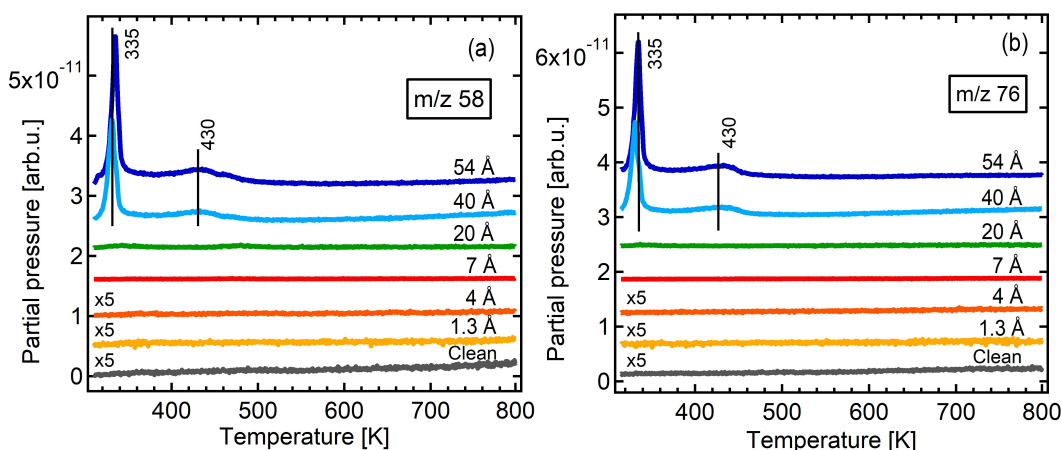 (a)
335
5x10-11
m/z 58
430
54 Å
4
40 Å
3
20 Å
2
7 Å
x5
4 Å
1
x5
1.3 Å
x5
Clean
0
Partial pressure [arb.u.]
400 500 600 700 800
Temperature [K]
(b)
335
6x10-11
m/z 76
5
430
54 Å
4
40 Å
3
20 Å
2
7 Å
x5
4 Å
1
x5
1.3 Å
x5
Clean
0
Partial pressure [arb.u.]
400 500 600 700 800
Temperature [K]